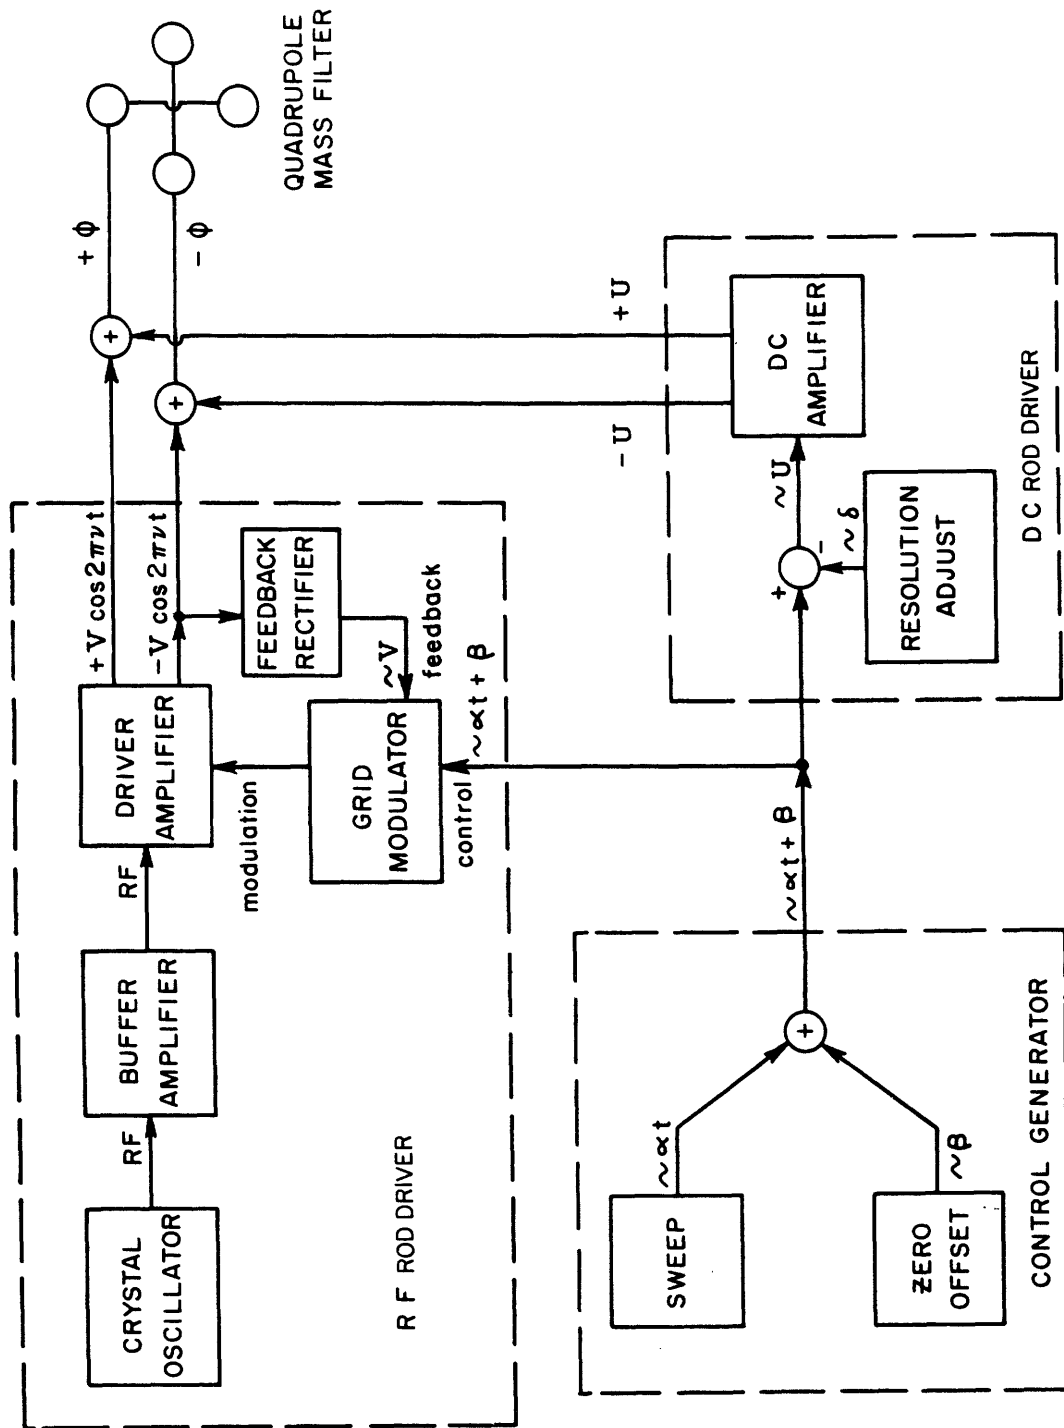 CRYSTAL
OSCILLATOR
RF
BUFFER
AMPLIFIER
RF
DRIVER
AMPLIFIER
+V cos 2πνt
-V cos 2πνt
+
+
+ϕ
-ϕ
QUADRUPOLE
MASS FILTER
FEEDBACK
RECTIFIER
~V
feedback
modulation
GRID
MODULATOR
control
~αt + β
RF ROD DRIVER
SWEEP
~αt
ZERO
OFFSET
~β
+
~αt + β
CONTROL GENERATOR
+
-
~δ
RESOLUTION
ADJUST
~U
DC
AMPLIFIER
-U
+U
DC ROD DRIVER